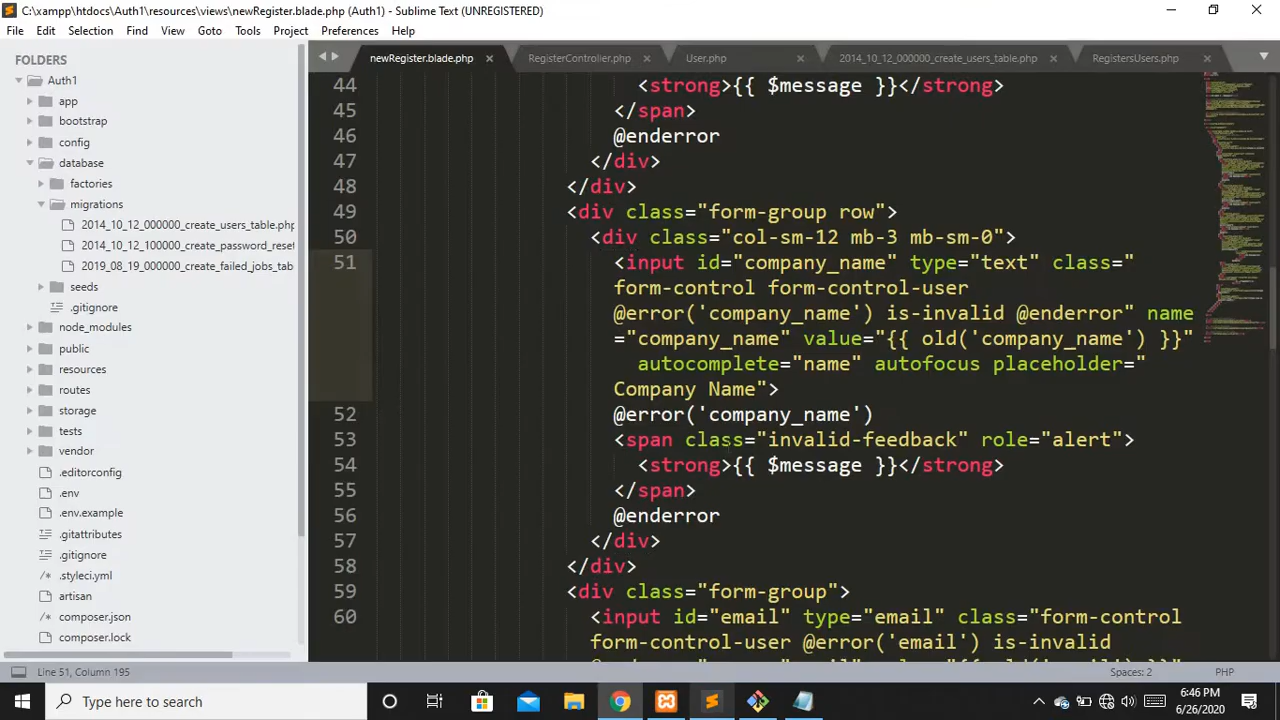 C:\xampp\htdocs\Auth1\resources\views\newRegister.blade.php (Auth1) - Sublime Text (UNREGISTERED)
File Edit Selection Find View Goto Tools Project Preferences Help
FOLDERS
Auth1
app
bootstrap
config
database
factories
migrations
2014_10_12_000000_create_users_table.php
2014_10_12_100000_create_password_reset
2019_08_19_000000_create_failed_jobs_tab
seeds
.gitignore
node_modules
public
resources
routes
storage
tests
vendor
.editorconfig
.env
.env.example
.gitattributes
.gitignore
.styleci.yml
artisan
composer.json
composer.lock
newRegister.blade.php RegisterController.php User.php 2014_10_12_000000_create_users_table.php RegistersUsers.php
44 <strong>{{ $message }}</strong>
45 </span>
46 @enderror
47 </div>
48 </div>
49 <div class="form-group row">
50 <div class="col-sm-12 mb-3 mb-sm-0">
51 <input id="company_name" type="text" class="
form-control form-control-user
@error('company_name') is-invalid @enderror" name
="company_name" value="{{ old('company_name') }}"
autocomplete="name" autofocus placeholder="
Company Name">
52 @error('company_name')
53 <span class="invalid-feedback" role="alert">
54 <strong>{{ $message }}</strong>
55 </span>
56 @enderror
57 </div>
58 </div>
59 <div class="form-group">
60 <input id="email" type="email" class="form-control
form-control-user @error('email') is-invalid
Line 51, Column 195
Spaces: 2
PHP
Type here to search
6:46 PM
6/26/2020